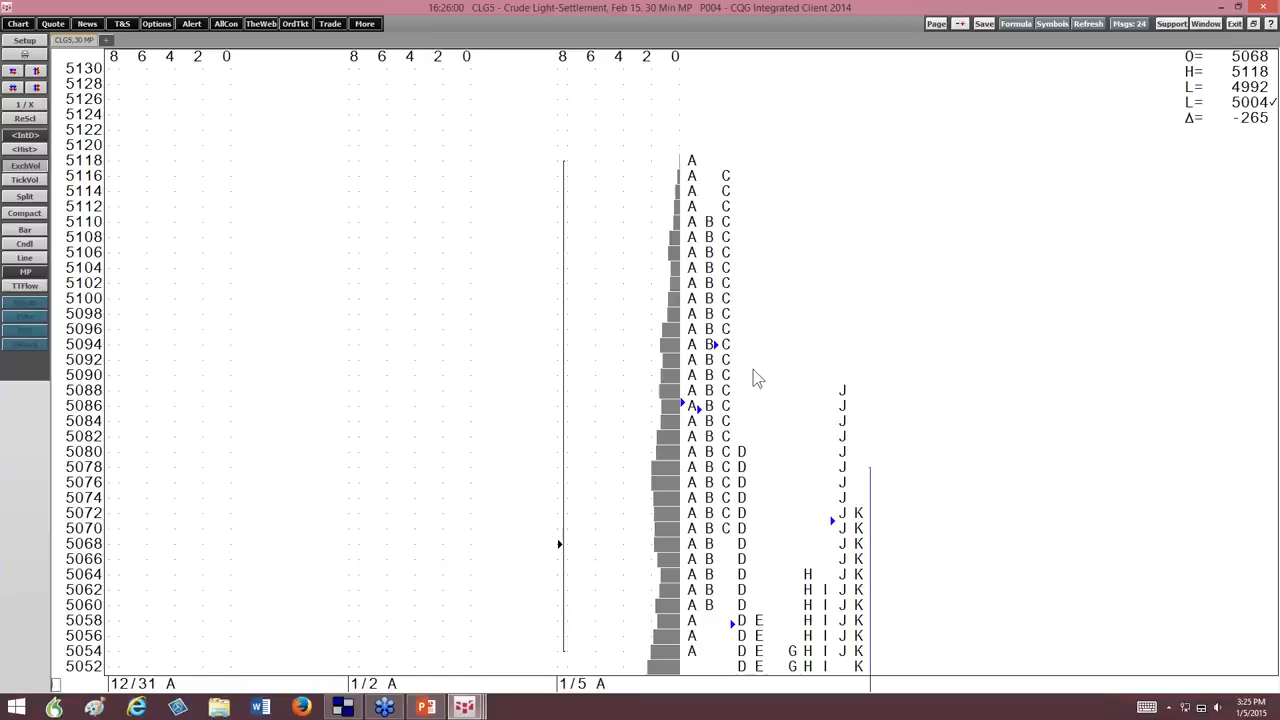 16:26:00 CLG5 - Crude Light-Settlement, Feb 15, 30 Min MP P004 - CQG Integrated Client 2014
Chart Quote News T&S Options Alert AllCon TheWeb OrdTkt Trade More Page Save Formula Symbols Refresh Msgs: 24 Support Window Exit
Setup CLG5,30 MP +
8 6 4 2 0 8 6 4 2 0 8 6 4 2 0 O= 5068
5130 H= 5118
5128 L= 4992
1 / X 5126 L= 5004✓
ReScl 5124 Δ= -265
<IntD> 5122
<Hist> 5120
ExchVol 5118 A
TickVol 5116 A C
Split 5114 A C
Compact 5112 A C
Bar 5110 A B C
Cndl 5108 A B C
Line 5106 A B C
MP 5104 A B C
TTFlow 5102 A B C
5100 A B C
5098 A B C
5096 A B C
5094 A B C
5092 A B C
5090 A B C
5088 A B C J
5086 A B C J
5084 A B C J
5082 A B C J
5080 A B C D J
5078 A B C D J
5076 A B C D J
5074 A B C D J
5072 A B C D J K
5070 A B C D J K
5068 A B D J K
5066 A B D J K
5064 A B D H J K
5062 A B D H I J K
5060 A B D H I J K
5058 A D E H I J K
5056 A D E H I J K
5054 A D E G H I J K
5052 D E G H I K
12/31 A 1/2 A 1/5 A
3:25 PM
1/5/2015